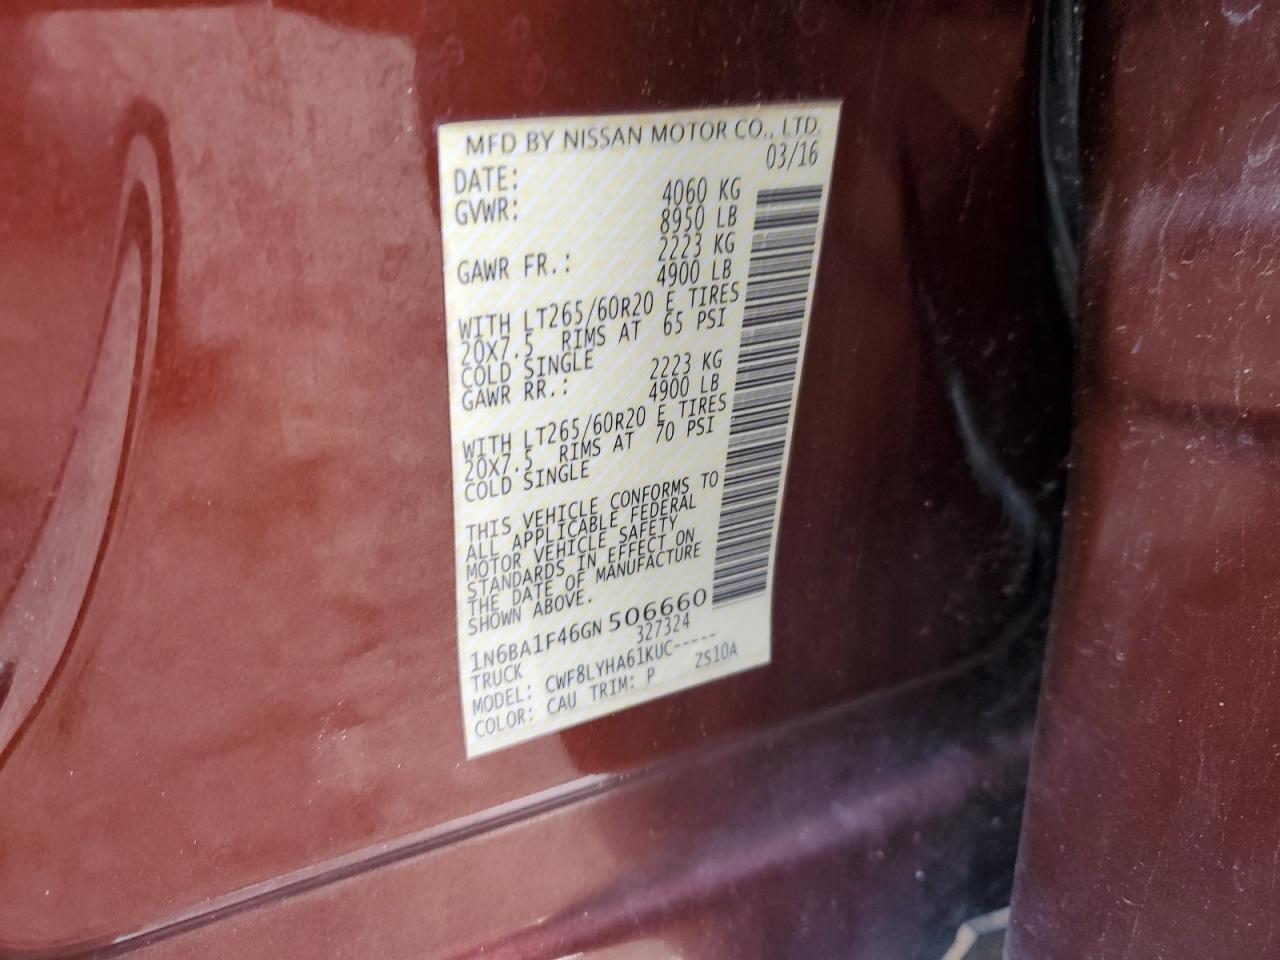 MFD BY NISSAN MOTOR CO., LTD.
DATE: 03/16
GVWR: 4060 KG
8950 LB
GAWR FR.: 2223 KG
4900 LB
WITH LT265/60R20 E TIRES
20X7.5 RIMS AT 65 PSI
COLD SINGLE
GAWR RR.: 2223 KG
4900 LB
WITH LT265/60R20 E TIRES
20X7.5 RIMS AT 70 PSI
COLD SINGLE
THIS VEHICLE CONFORMS TO
ALL APPLICABLE FEDERAL
MOTOR VEHICLE SAFETY
STANDARDS IN EFFECT ON
THE DATE OF MANUFACTURE
SHOWN ABOVE.
1N6BA1F46GN506660
TRUCK 327324
MODEL: CWF8LYHA61KUC-----
COLOR: CAU TRIM: P ZS10A